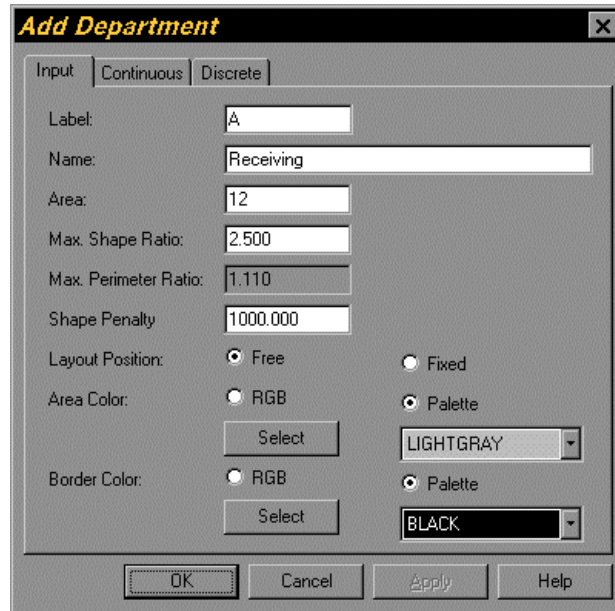 Add Department
Input Continuous Discrete
Label: A
Name: Receiving
Area: 12
Max. Shape Ratio: 2.500
Max. Perimeter Ratio: 1.110
Shape Penalty 1000.000
Layout Position: Free Fixed
Area Color: RGB Palette
Select LIGHTGRAY
Border Color: RGB Palette
Select BLACK
OK Cancel Apply Help